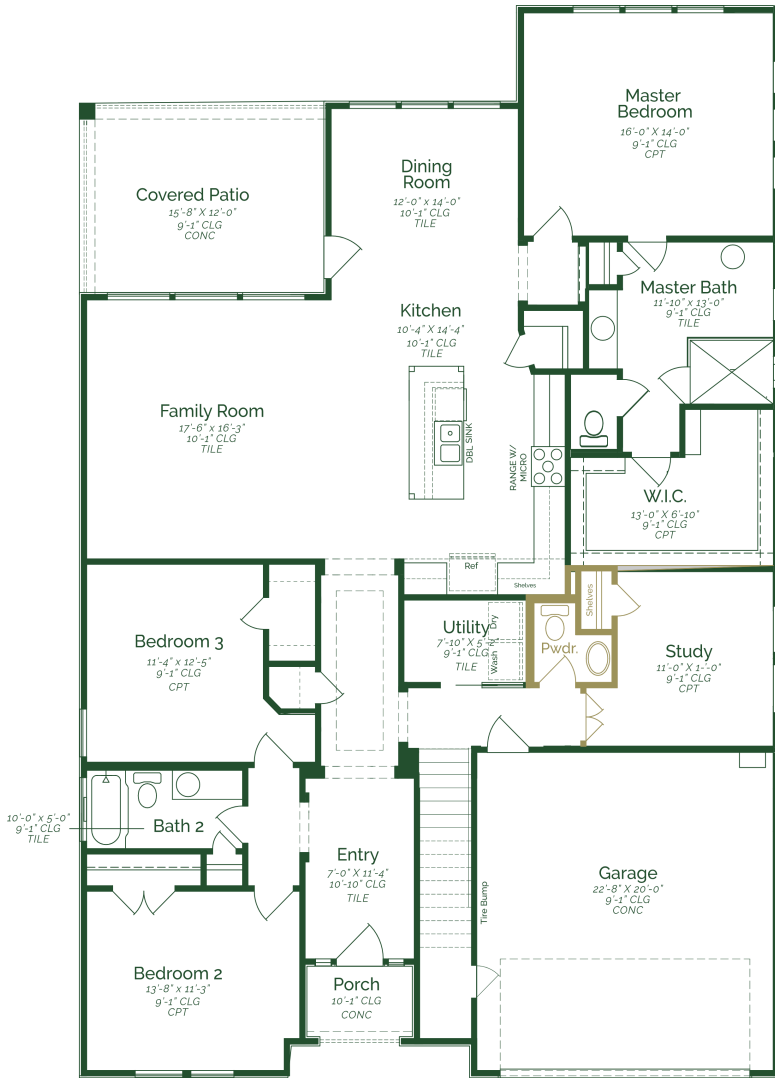 Master
Bedroom
16'-0" X 14'-0"
9'-1" CLG
CPT
Dining
Room
12'-0" x 14'-0"
10'-1" CLG
TILE
Covered Patio
15'-8" X 12'-0"
9'-1" CLG
CONC
Master Bath
11'-10" x 13'-0"
9'-1" CLG
TILE
Kitchen
10'-4" X 14'-4"
10'-1" CLG
TILE
Family Room
17'-6" x 16'-3"
10'-1" CLG
TILE
DBL SINK
RANGE W/
MICRO
W.I.C.
13'-0" X 6'-10"
9'-1" CLG
CPT
Ref
Shelves
Shelves
Utility
7'-10" X 5'
9'-1" CLG
TILE
Dry
Wash
Pwdr.
Study
11'-0" X 1-'-0"
9'-1" CLG
CPT
Bedroom 3
11'-4" x 12'-5"
9'-1" CLG
CPT
10'-0" x 5'-0"
9'-1" CLG
TILE
Bath 2
Entry
7'-0" X 11'-4"
10'-10" CLG
TILE
Tire Bump
Garage
22'-8" X 20'-0"
9'-1" CLG
CONC
Bedroom 2
13'-8" x 11'-3"
9'-1" CLG
CPT
Porch
10'-1" CLG
CONC